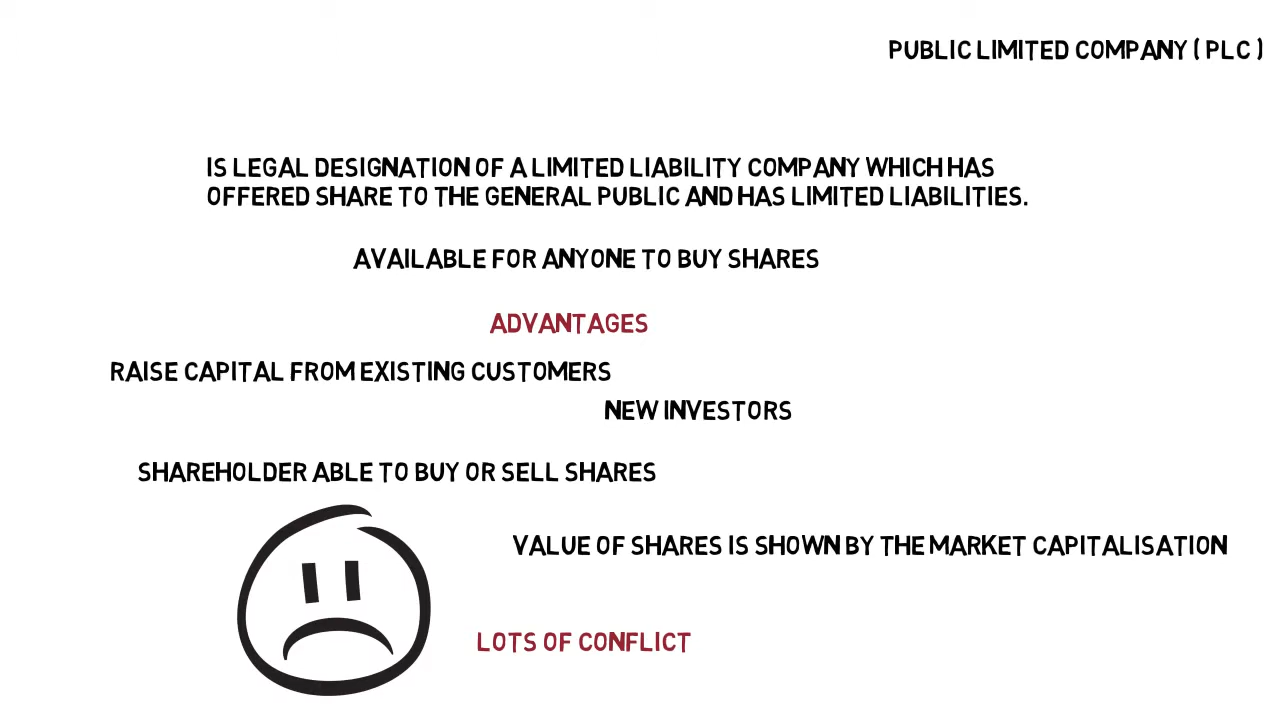 PUBLIC LIMITED COMPANY ( PLC )
IS LEGAL DESIGNATION OF A LIMITED LIABILITY COMPANY WHICH HAS
OFFERED SHARE TO THE GENERAL PUBLIC AND HAS LIMITED LIABILITIES.
AVAILABLE FOR ANYONE TO BUY SHARES
ADVANTAGES
RAISE CAPITAL FROM EXISTING CUSTOMERS
NEW INVESTORS
SHAREHOLDER ABLE TO BUY OR SELL SHARES
VALUE OF SHARES IS SHOWN BY THE MARKET CAPITALISATION
LOTS OF CONFLICT